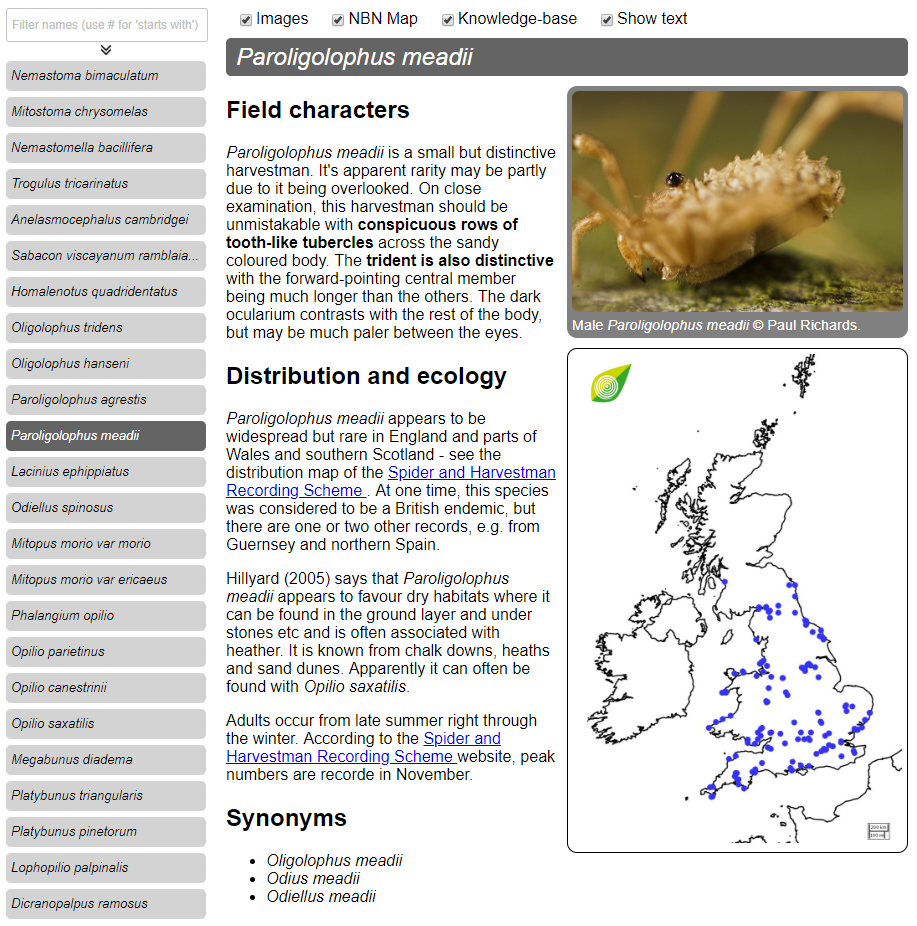 Filter names (use # for 'starts with')
Images
NBN Map
Knowledge-base
Show text
Nemastoma bimaculatum
Mitostoma chrysomelas
Nemastomella bacillifera
Trogulus tricarinatus
Anelasmocephalus cambridgei
Sabacon viscayanum ramblaia...
Homalenotus quadridentatus
Oligolophus tridens
Oligolophus hanseni
Paroligolophus agrestis
Paroligolophus meadii
Lacinius ephippiatus
Odiellus spinosus
Mitopus morio var morio
Mitopus morio var ericaeus
Phalangium opilio
Opilio parietinus
Opilio canestrinii
Opilio saxatilis
Megabunus diadema
Platybunus triangularis
Platybunus pinetorum
Lophopilio palpinalis
Dicranopalpus ramosus
Paroligolophus meadii
Field characters
Paroligolophus meadii is a small but distinctive
harvestman. It's apparent rarity may be partly
due to it being overlooked. On close
examination, this harvestman should be
unmistakable with conspicuous rows of
tooth-like tubercles across the sandy
coloured body. The trident is also distinctive
with the forward-pointing central member
being much longer than the others. The dark
ocularium contrasts with the rest of the body,
but may be much paler between the eyes.
Distribution and ecology
Paroligolophus meadii appears to be
widespread but rare in England and parts of
Wales and southern Scotland - see the
distribution map of the Spider and Harvestman
Recording Scheme . At one time, this species
was considered to be a British endemic, but
there are one or two other records, e.g. from
Guernsey and northern Spain.
Hillyard (2005) says that Paroligolophus
meadii appears to favour dry habitats where it
can be found in the ground layer and under
stones etc and is often associated with
heather. It is known from chalk downs, heaths
and sand dunes. Apparently it can often be
found with Opilio saxatilis.
Adults occur from late summer right through
the winter. According to the Spider and
Harvestman Recording Scheme website, peak
numbers are recorde in November.
Synonyms
Oligolophus meadii
Odius meadii
Odiellus meadii
Male Paroligolophus meadii © Paul Richards.
200 km
100 mi